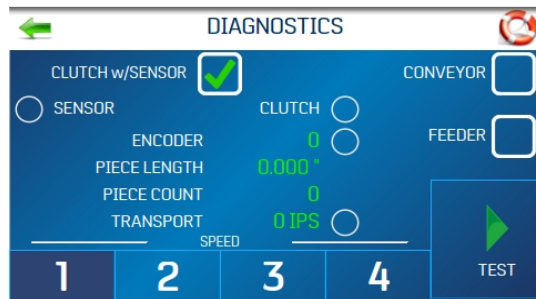 DIAGNOSTICS
CLUTCH w/SENSOR CONVEYOR
SENSOR CLUTCH
ENCODER 0 FEEDER
PIECE LENGTH 0.000 "
PIECE COUNT 0
TRANSPORT 0 IPS
SPEED
1 2 3 4 TEST